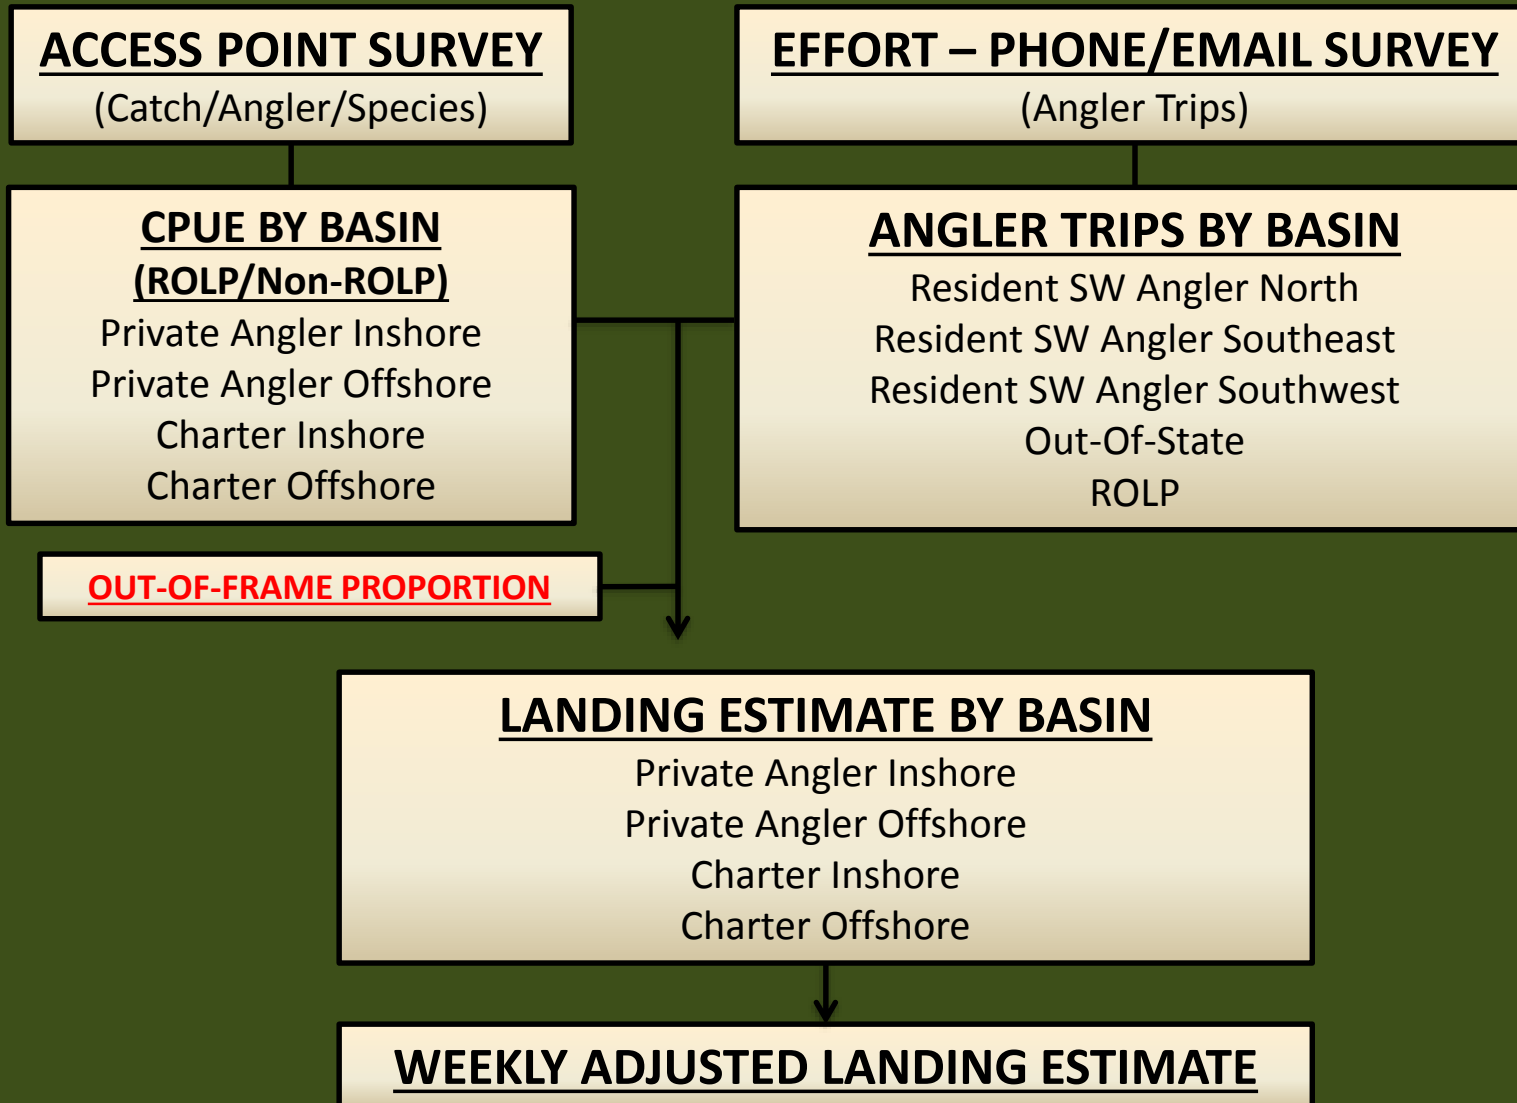 ACCESS POINT SURVEY
(Catch/Angler/Species)
EFFORT – PHONE/EMAIL SURVEY
(Angler Trips)
CPUE BY BASIN
(ROLP/Non-ROLP)
Private Angler Inshore
Private Angler Offshore
Charter Inshore
Charter Offshore
ANGLER TRIPS BY BASIN
Resident SW Angler North
Resident SW Angler Southeast
Resident SW Angler Southwest
Out-Of-State
ROLP
OUT-OF-FRAME PROPORTION
LANDING ESTIMATE BY BASIN
Private Angler Inshore
Private Angler Offshore
Charter Inshore
Charter Offshore
WEEKLY ADJUSTED LANDING ESTIMATE